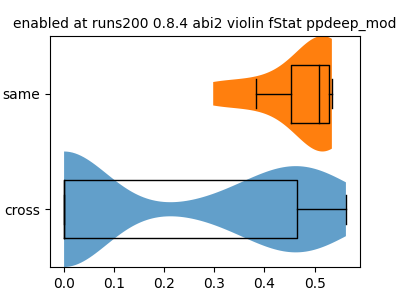 enabled at runs200 0.8.4 abi2 violin fStat ppdeep_mod
same
cross
0.0 0.1 0.2 0.3 0.4 0.5